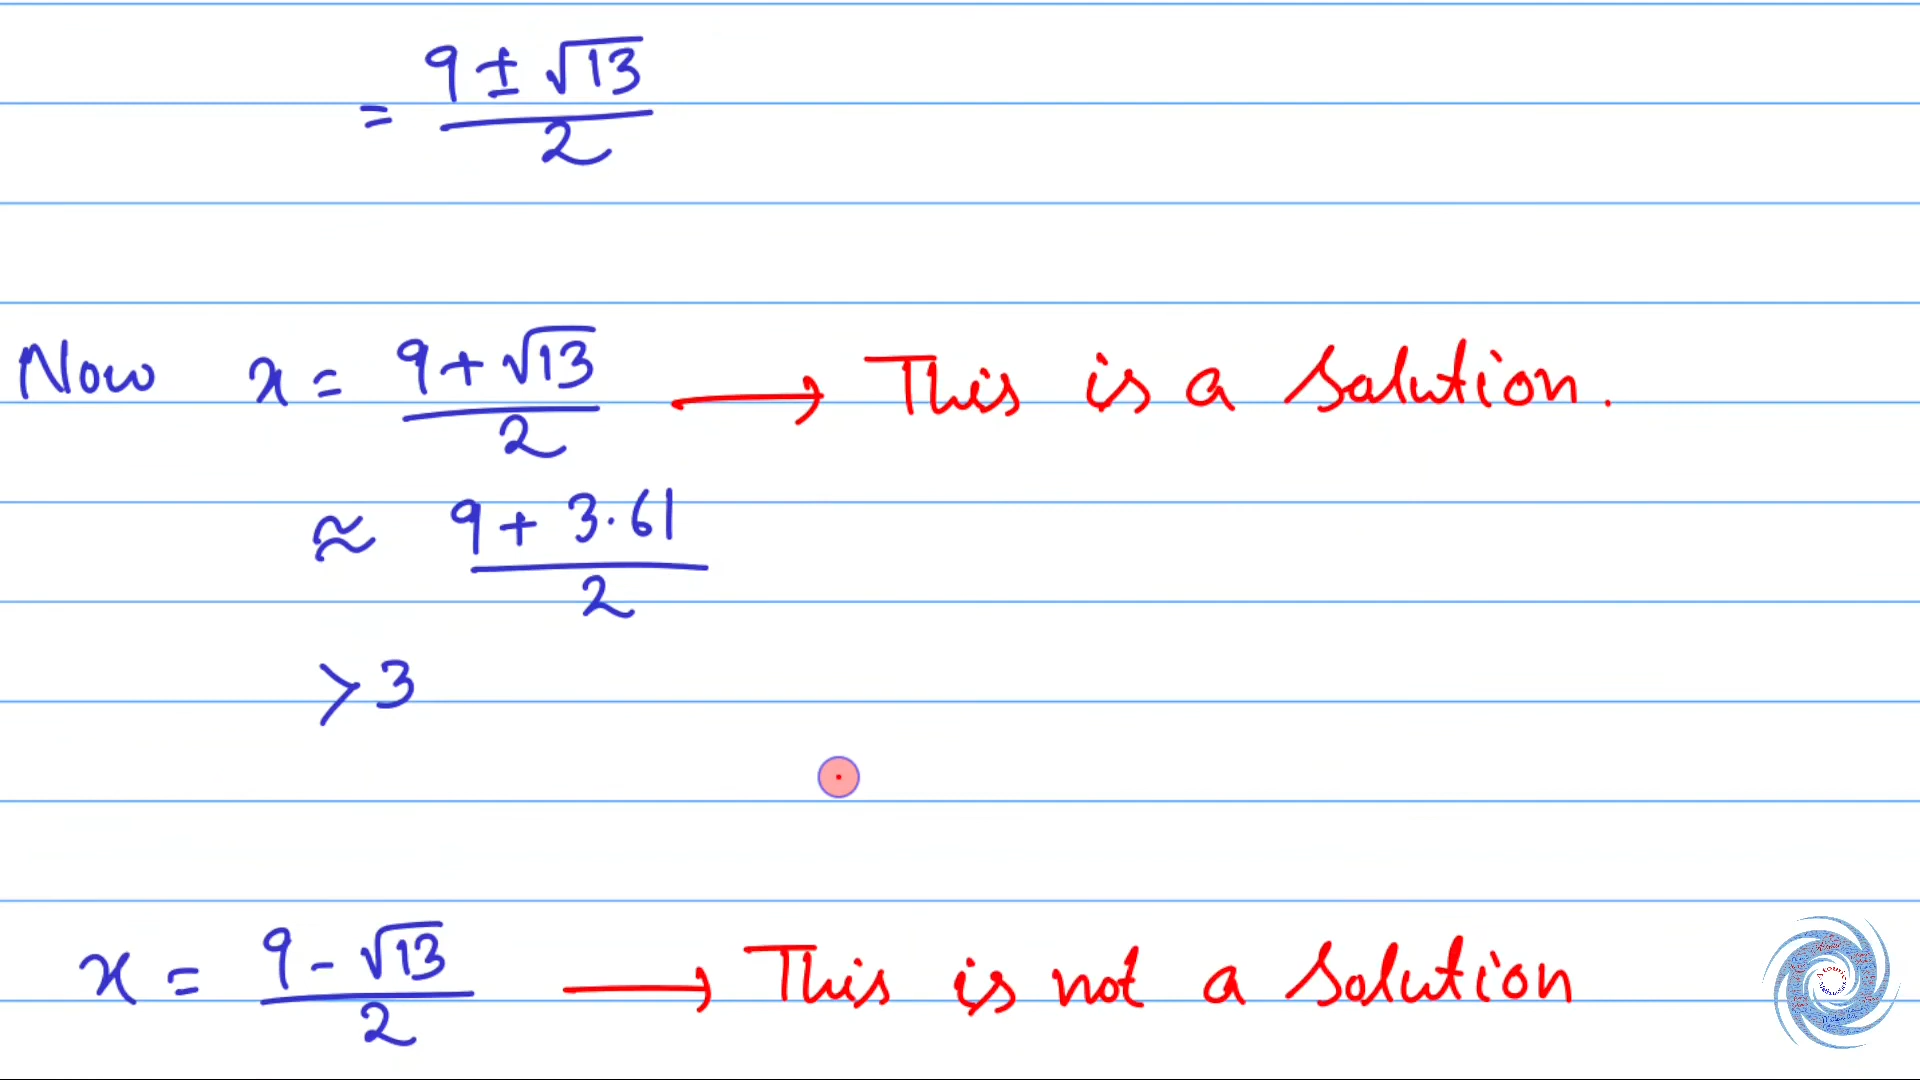 = (9 ± √13)/2
Now x = (9 + √13)/2 → This is a solution.
≈ (9 + 3.61)/2
> 3
x = (9 - √13)/2 → This is not a solution